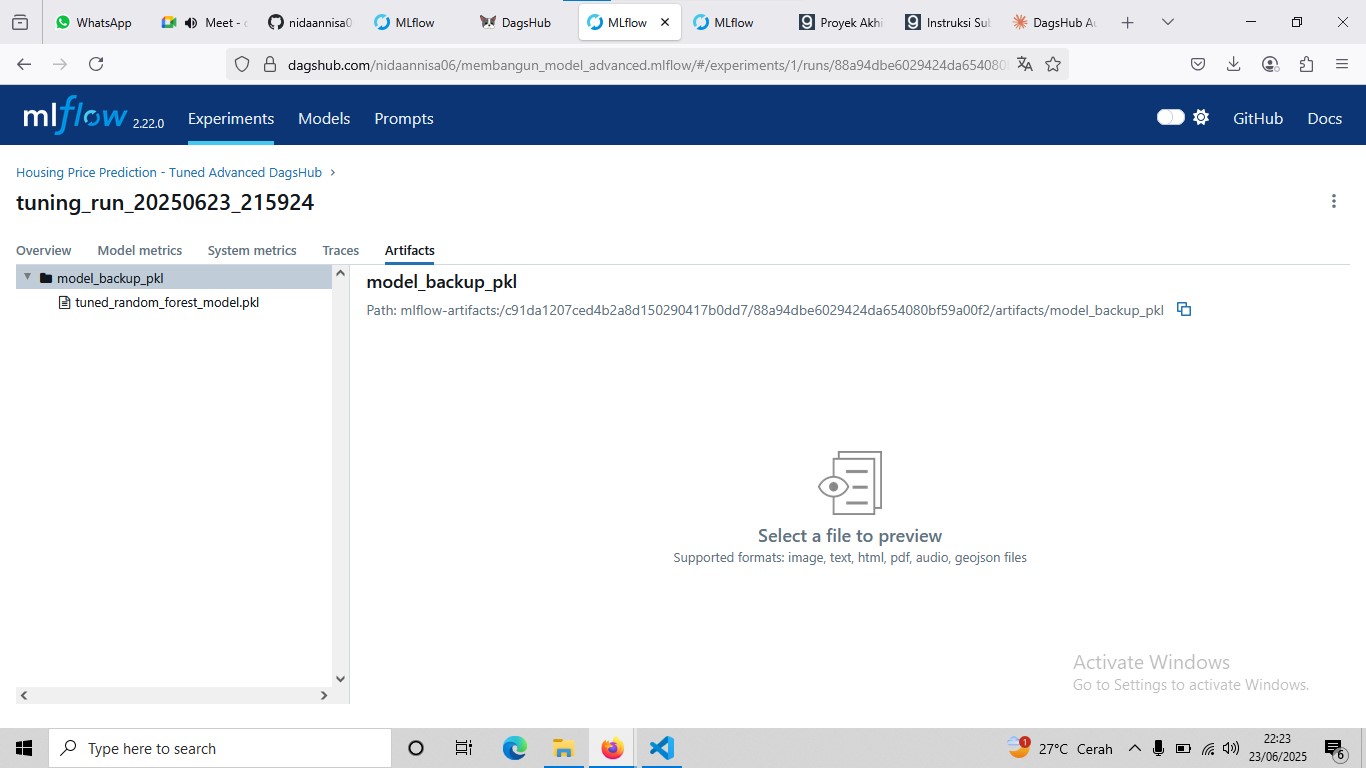 WhatsApp
Meet -
nidaannisa0
MLflow
DagsHub
MLflow
MLflow
Proyek Akhi
Instruksi Su
DagsHub Au
dagshub.com/nidaannisa06/membangun_model_advanced.mlflow/#/experiments/1/runs/88a94dbe6029424da654080
mlflow 2.22.0
Experiments
Models
Prompts
GitHub
Docs
Housing Price Prediction - Tuned Advanced DagsHub
tuning_run_20250623_215924
Overview
Model metrics
System metrics
Traces
Artifacts
model_backup_pkl
tuned_random_forest_model.pkl
model_backup_pkl
Path: mlflow-artifacts:/c91da1207ced4b2a8d150290417b0dd7/88a94dbe6029424da654080bf59a00f2/artifacts/model_backup_pkl
Select a file to preview
Supported formats: image, text, html, pdf, audio, geojson files
Activate Windows
Go to Settings to activate Windows.
Type here to search
1
27°C Cerah
22:23
23/06/2025
6